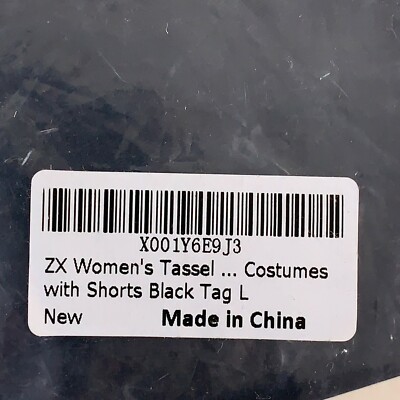 X001Y6E9J3
ZX Women's Tassel ... Costumes
with Shorts Black Tag L
New Made in China